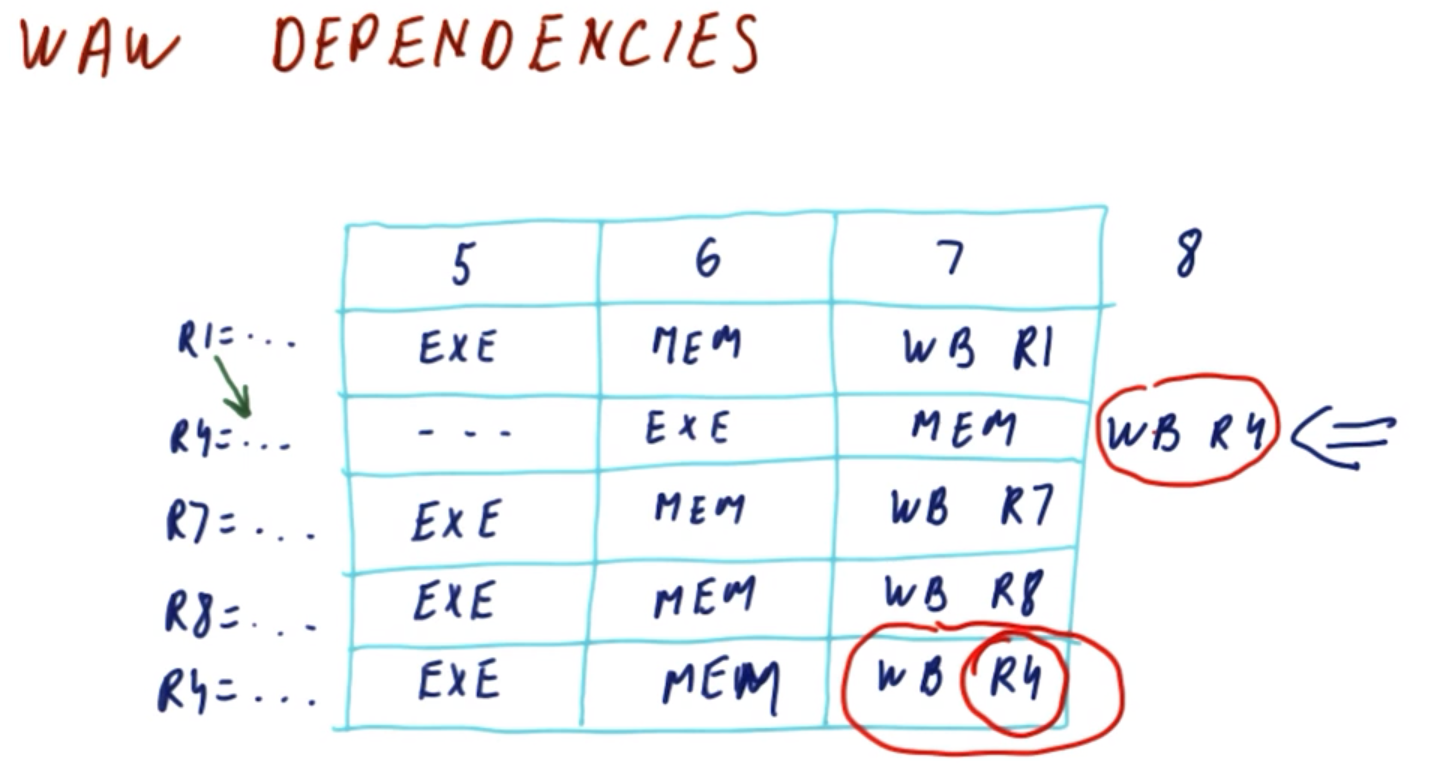 WAW DEPENDENCIES
5 6 7 8
R1=... EXE MEM WB R1
R4=... --- EXE MEM WB R4
R7=... EXE MEM WB R7
R8=... EXE MEM WB R8
R4=... EXE MEM WB R4